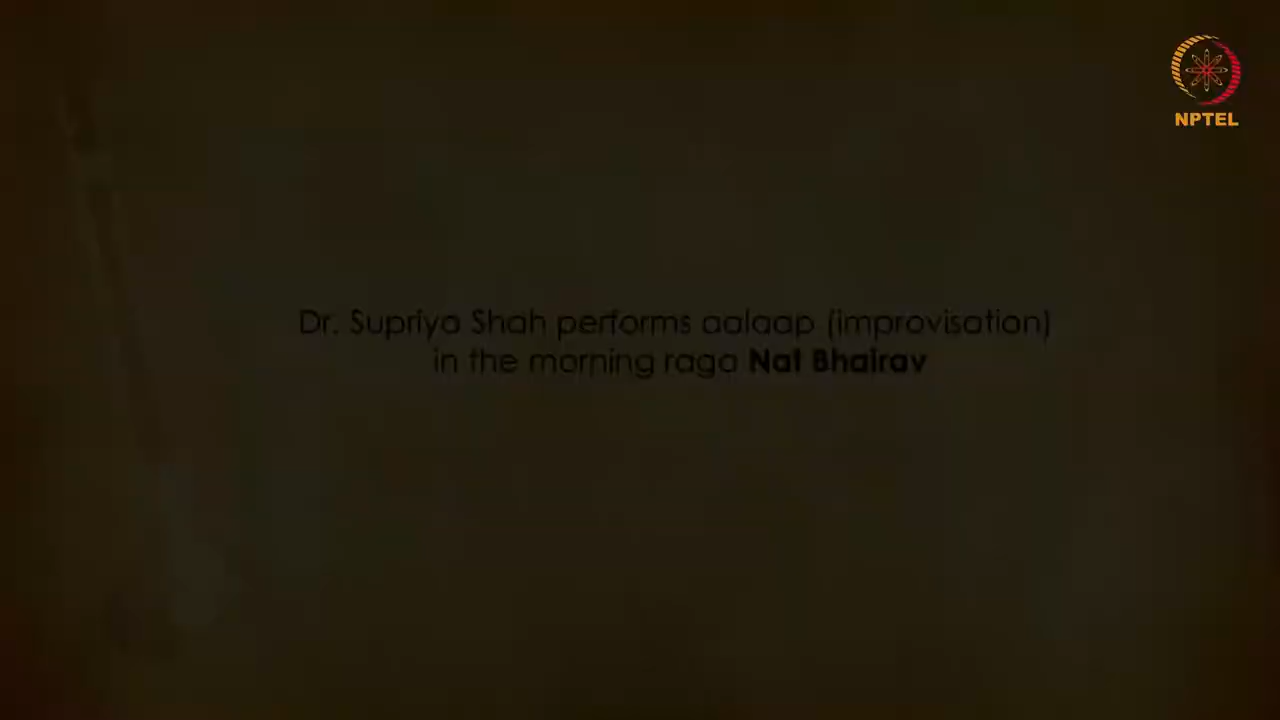 NPTEL
Dr. Supriya Shah performs aalaap (improvisation)
in the morning raga Nat Bhairav